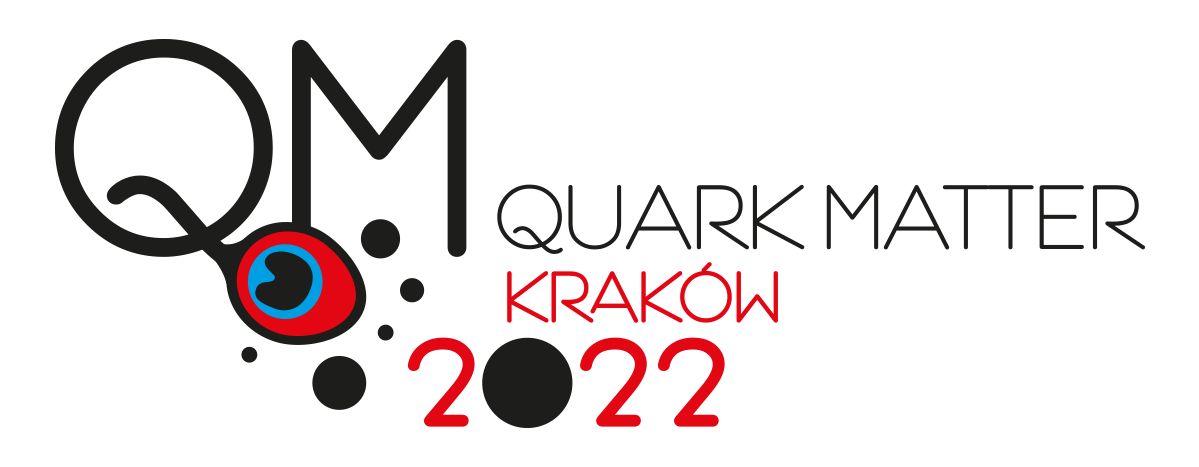 QM
QUARK MATTER
KRAKÓW
2022